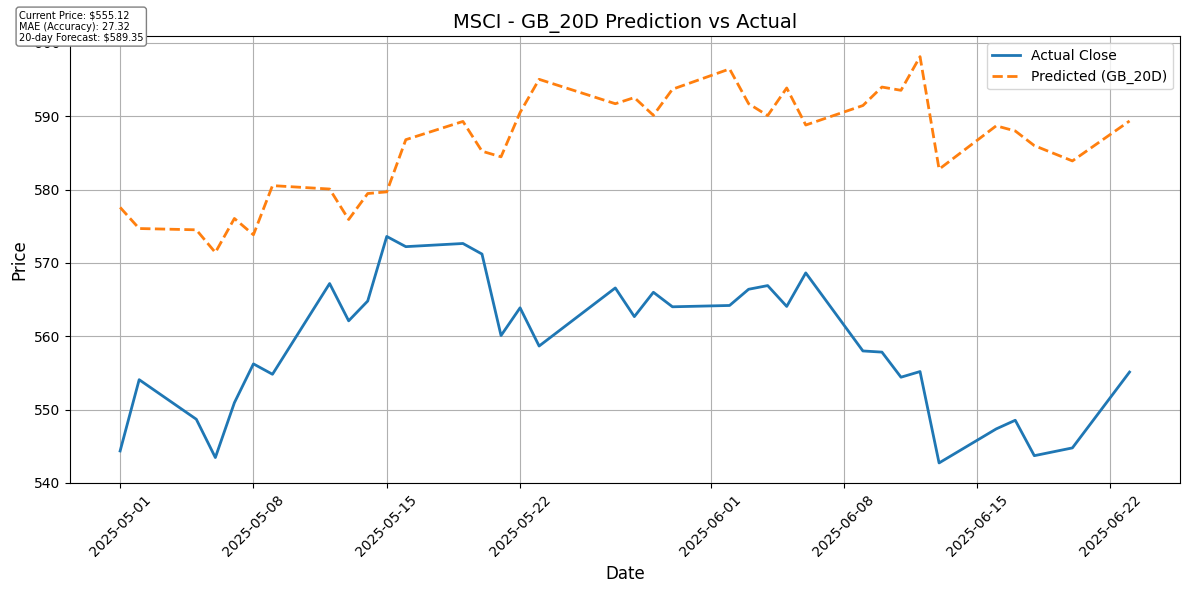 MSCI - GB_20D Prediction vs Actual
Current Price: $555.12
MAE (Accuracy): 27.32
20-day Forecast: $589.35
Actual Close
Predicted (GB_20D)
590
580
570
560
550
540
Price
2025-05-01
2025-05-08
2025-05-15
2025-05-22
2025-06-01
2025-06-08
2025-06-15
2025-06-22
Date